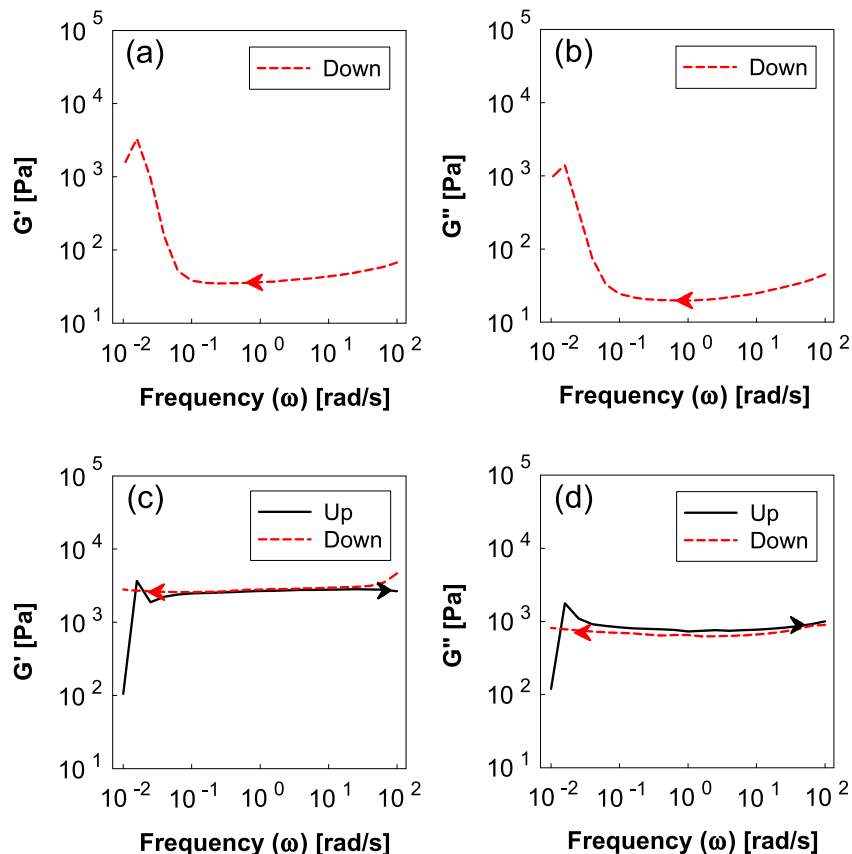 (a)
Down
10^5
10^4
10^3
10^2
10^1
G' [Pa]
10^-2 10^-1 10^0 10^1 10^2
Frequency (ω) [rad/s]
(b)
Down
10^5
10^4
10^3
10^2
10^1
G" [Pa]
10^-2 10^-1 10^0 10^1 10^2
Frequency (ω) [rad/s]
(c)
Up
Down
10^5
10^4
10^3
10^2
10^1
G' [Pa]
10^-2 10^-1 10^0 10^1 10^2
Frequency (ω) [rad/s]
(d)
Up
Down
10^5
10^4
10^3
10^2
10^1
G" [Pa]
10^-2 10^-1 10^0 10^1 10^2
Frequency (ω) [rad/s]